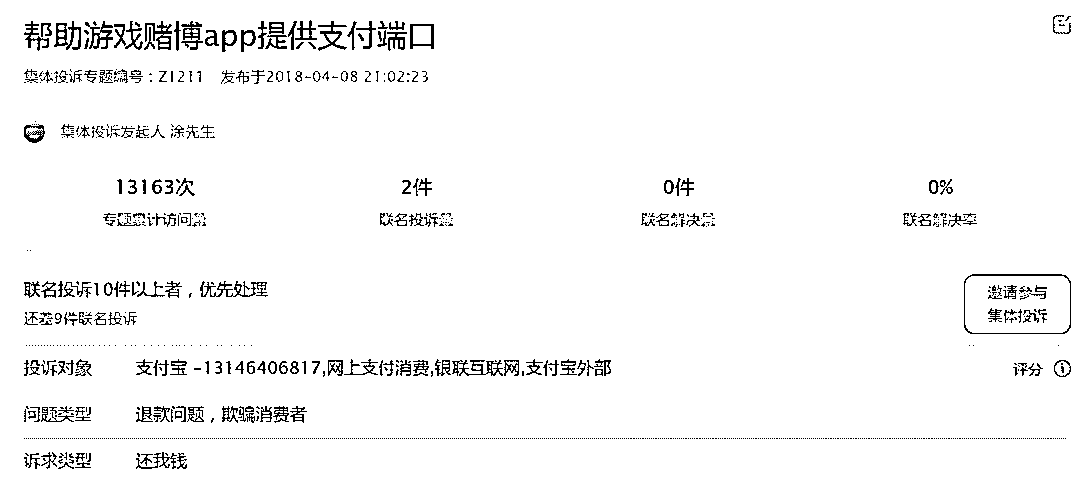 帮助游戏赌博app提供支付端口
集体投诉专题编号：Z1211 发布于2018-04-08 21:02:23
集体投诉发起人 涂先生
13163次 2件 0件 0%
专题累计访问量 联名投诉量 联名解决量 联名解决率
联名投诉10件以上者，优先处理
还差9件联名投诉
邀请参与
集体投诉
投诉对象 支付宝 -13146406817,网上支付消费,银联互联网,支付宝外部 评分
问题类型 退款问题，欺骗消费者
诉求类型 还我钱